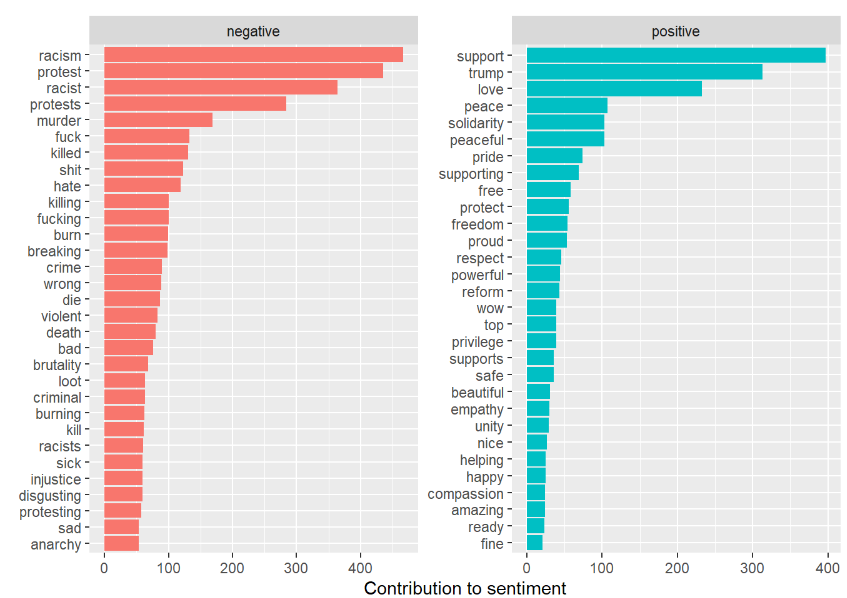 negative
racism
protest
racist
protests
murder
fuck
killed
shit
hate
killing
fucking
burn
breaking
crime
wrong
die
violent
death
bad
brutality
loot
criminal
burning
kill
racists
sick
injustice
disgusting
protesting
sad
anarchy
0 100 200 300 400
positive
support
trump
love
peace
solidarity
peaceful
pride
supporting
free
protect
freedom
proud
respect
powerful
reform
wow
top
privilege
supports
safe
beautiful
empathy
unity
nice
helping
happy
compassion
amazing
ready
fine
0 100 200 300 400
Contribution to sentiment